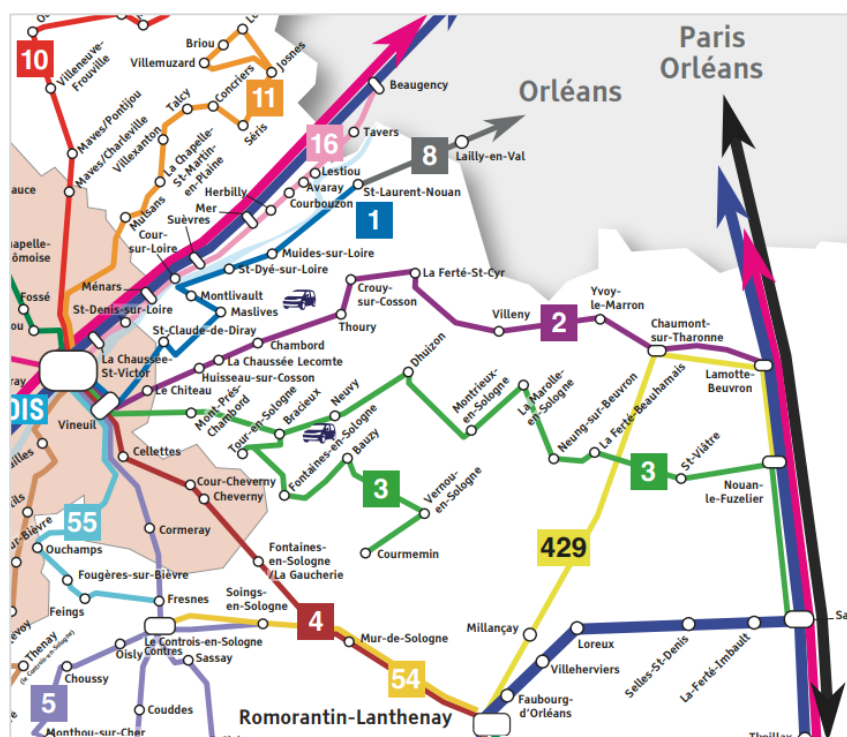 Paris
Orléans
Orléans
10
Villeneuve-
Frouville
Briou
Villemuzard
Josnes
Concriers
Talcy
11
Séris
Villexanton
Maves/Pontijou
Maves/Charleville
La Chapelle-
St-Martin-
en-Plaine
Mulsans
Beaugency
Tavers
16
8
Lailly-en-Val
Lestiou
Avaray
Courbouzon
Herbilly
Mer
Suèvres
Cour-
sur-Loire
St-Laurent-Nouan
1
Muides-sur-Loire
St-Dyé-sur-Loire
Ménars
St-Denis-sur-Loire
Montlivault
Maslives
St-Claude-de-Diray
Fossé
La Chaussée-
St-Victor
La Ferté-St-Cyr
Crouy-
sur-Cosson
Thoury
Chambord
La Chaussée Lecomte
Huisseau-sur-Cosson
Le Chiteau
Villeny
2
Yvoy-
le-Marron
Chaumont-
sur-Tharonne
Lamotte-
Beuvron
Vineuil
Mont-Prés/
Chambord
Tour-en-Sologne
Bracieux
Neuvy
Dhuizon
Fontaines-en-Sologne
Bauzy
3
Vernou-
en-Sologne
Courmemin
Montrieux-
en-Sologne
La Marolle-
en-Sologne
Neung-sur-Beuvron
La Ferté-Beauharnais
3
St-Viâtre
Nouan-
le-Fuzelier
Cellettes
Cour-Cheverny
Cheverny
Cormeray
55
Ouchamps
Fougères-sur-Bièvre
Feings
Fresnes
Fontaines-
en-Sologne
/La Gaucherie
Soings-
en-Sologne
4
Mur-de-Sologne
54
429
Millançay
Le Controis-en-Sologne
Contres
Oisly
Sassay
Choussy
Thenay
(le Controis-en-Sologne)
5
Couddes
Monthou-sur-Cher
Loreux
Villeherviers
Faubourg-
d'Orléans
Selles-St-Denis
La-Ferté-Imbault
Romorantin-Lanthenay
Theillay